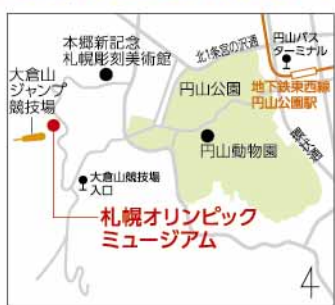 本郷新記念
札幌彫刻美術館
北1条宮の沢通
円山バス
ターミナル
大倉山
ジャンプ
競技場
円山公園
地下鉄東西線
円山公園駅
円山動物園
大倉山競技場
入口
札幌オリンピック
ミュージアム
4